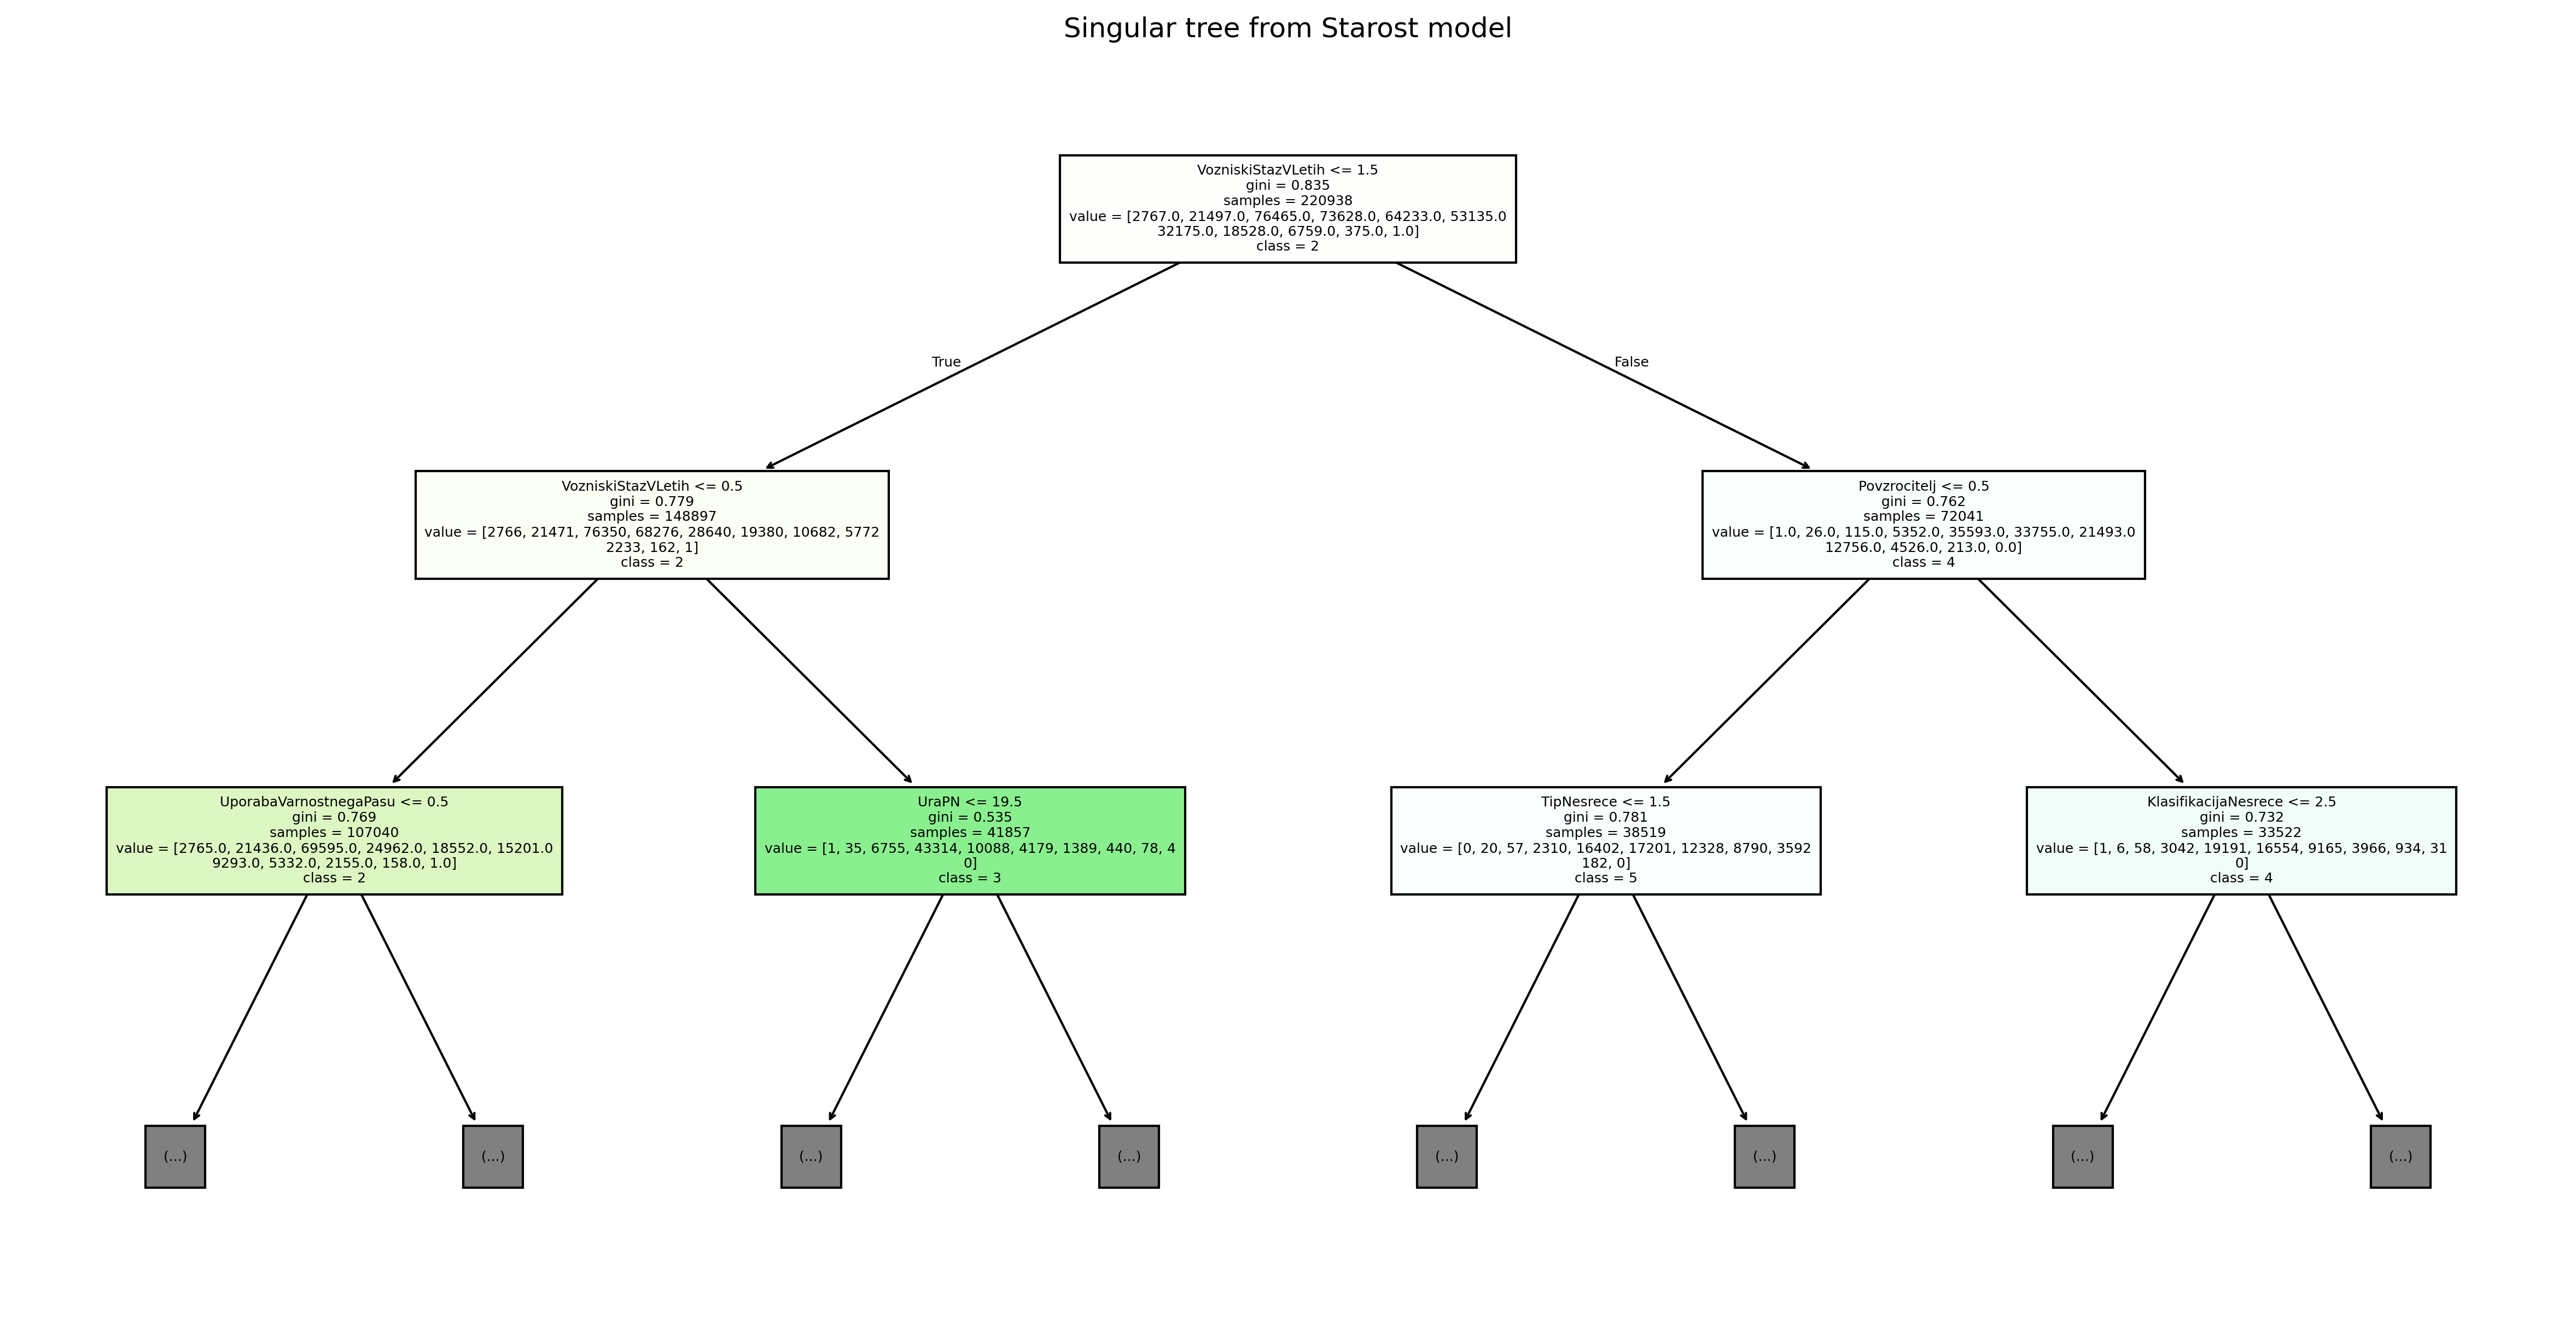 Singular tree from Starost model
VozniskiStazVLetih <= 1.5
gini = 0.835
samples = 220938
value = [2767.0, 21497.0, 76465.0, 73628.0, 64233.0, 53135.0
32175.0, 18528.0, 6759.0, 375.0, 1.0]
class = 2
True
False
VozniskiStazVLetih <= 0.5
gini = 0.779
samples = 148897
value = [2766, 21471, 76350, 68276, 28640, 19380, 10682, 5772
2233, 162, 1]
class = 2
Povzrocitelj <= 0.5
gini = 0.762
samples = 72041
value = [1.0, 26.0, 115.0, 5352.0, 35593.0, 33755.0, 21493.0
12756.0, 4526.0, 213.0, 0.0]
class = 4
UporabaVarnostnegaPasu <= 0.5
gini = 0.769
samples = 107040
value = [2765.0, 21436.0, 69595.0, 24962.0, 18552.0, 15201.0
9293.0, 5332.0, 2155.0, 158.0, 1.0]
class = 2
UraPN <= 19.5
gini = 0.535
samples = 41857
value = [1, 35, 6755, 43314, 10088, 4179, 1389, 440, 78, 4
0]
class = 3
TipNesrece <= 1.5
gini = 0.781
samples = 38519
value = [0, 20, 57, 2310, 16402, 17201, 12328, 8790, 3592
182, 0]
class = 5
KlasifikacijaNesrece <= 2.5
gini = 0.732
samples = 33522
value = [1, 6, 58, 3042, 19191, 16554, 9165, 3966, 934, 31
0]
class = 4
(...)
(...)
(...)
(...)
(...)
(...)
(...)
(...)